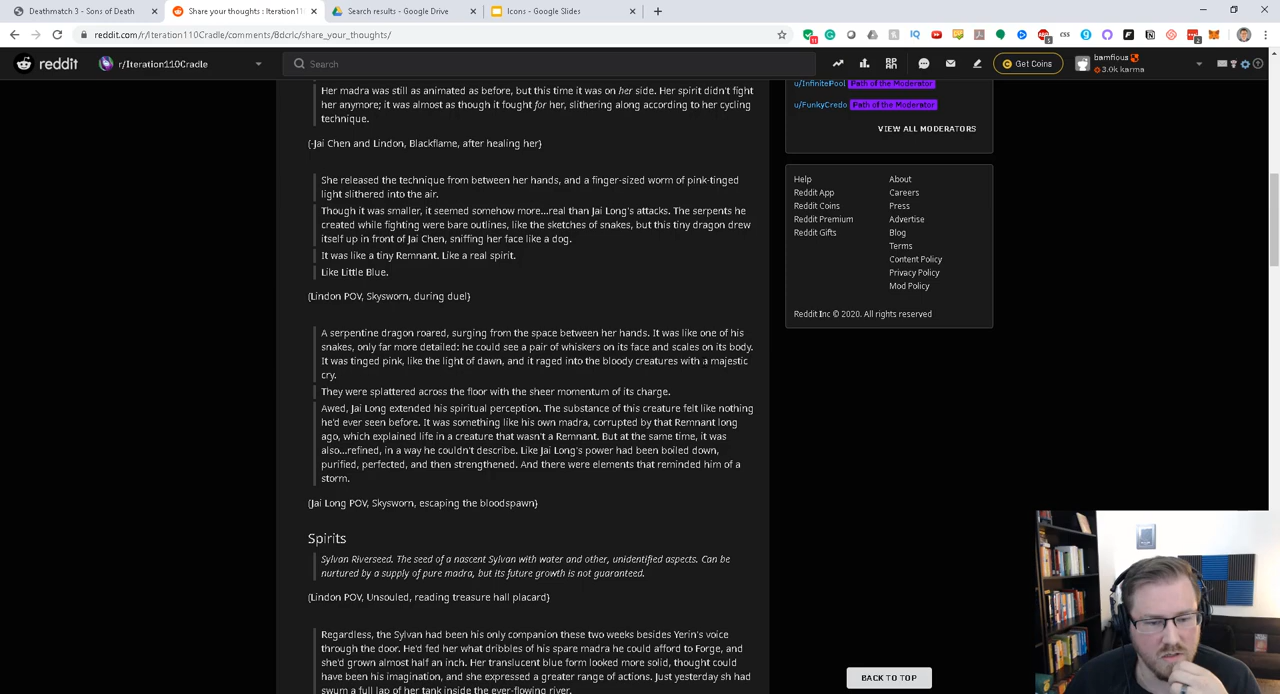 Deathmatch 3 - Sons of Death
Share your thoughts : Iteration11
Search results - Google Drive
Icons - Google Slides
reddit.com/r/Iteration110Cradle/comments/8dcrlc/share_your_thoughts/
reddit
r/Iteration110Cradle
Search
Get Coins
bamfious
3.0k karma
Her madra was still as animated as before, but this time it was on her side. Her spirit didn't fight
her anymore; it was almost as though it fought for her, slithering along according to her cycling
technique.
{-Jai Chen and Lindon, Blackflame, after healing her}
She released the technique from between her hands, and a finger-sized worm of pink-tinged
light slithered into the air.
Though it was smaller, it seemed somehow more...real than Jai Long's attacks. The serpents he
created while fighting were bare outlines, like the sketches of snakes, but this tiny dragon drew
itself up in front of Jai Chen, sniffing her face like a dog.
It was like a tiny Remnant. Like a real spirit.
Like Little Blue.
{Lindon POV, Skysworn, during duel}
A serpentine dragon roared, surging from the space between her hands. It was like one of his
snakes, only far more detailed: he could see a pair of whiskers on its face and scales on its body.
It was tinged pink, like the light of dawn, and it raged into the bloody creatures with a majestic
cry.
They were splattered across the floor with the sheer momentum of its charge.
Awed, Jai Long extended his spiritual perception. The substance of this creature felt like nothing
he'd ever seen before. It was something like his own madra, corrupted by that Remnant long
ago, which explained life in a creature that wasn't a Remnant. But at the same time, it was
also...refined, in a way he couldn't describe. Like Jai Long's power had been boiled down,
purified, perfected, and then strengthened. And there were elements that reminded him of a
storm.
{Jai Long POV, Skysworn, escaping the bloodspawn}
Spirits
Sylvan Riverseed. The seed of a nascent Sylvan with water and other, unidentified aspects. Can be
nurtured by a supply of pure madra, but its future growth is not guaranteed.
{Lindon POV, Unsouled, reading treasure hall placard}
Regardless, the Sylvan had been his only companion these two weeks besides Yerin's voice
through the door. He'd fed her what dribbles of his spare madra he could afford to Forge, and
she'd grown almost half an inch. Her translucent blue form looked more solid, thought could
have been his imagination, and she expressed a greater range of actions. Just yesterday sh had
swum a full lap of her tank inside the ever-flowing river.
u/InfinitePool Path of the Moderator
u/FunkyCredo Path of the Moderator
VIEW ALL MODERATORS
Help
About
Reddit App
Careers
Reddit Coins
Press
Reddit Premium
Advertise
Reddit Gifts
Blog
Terms
Content Policy
Privacy Policy
Mod Policy
Reddit Inc © 2020. All rights reserved
BACK TO TOP